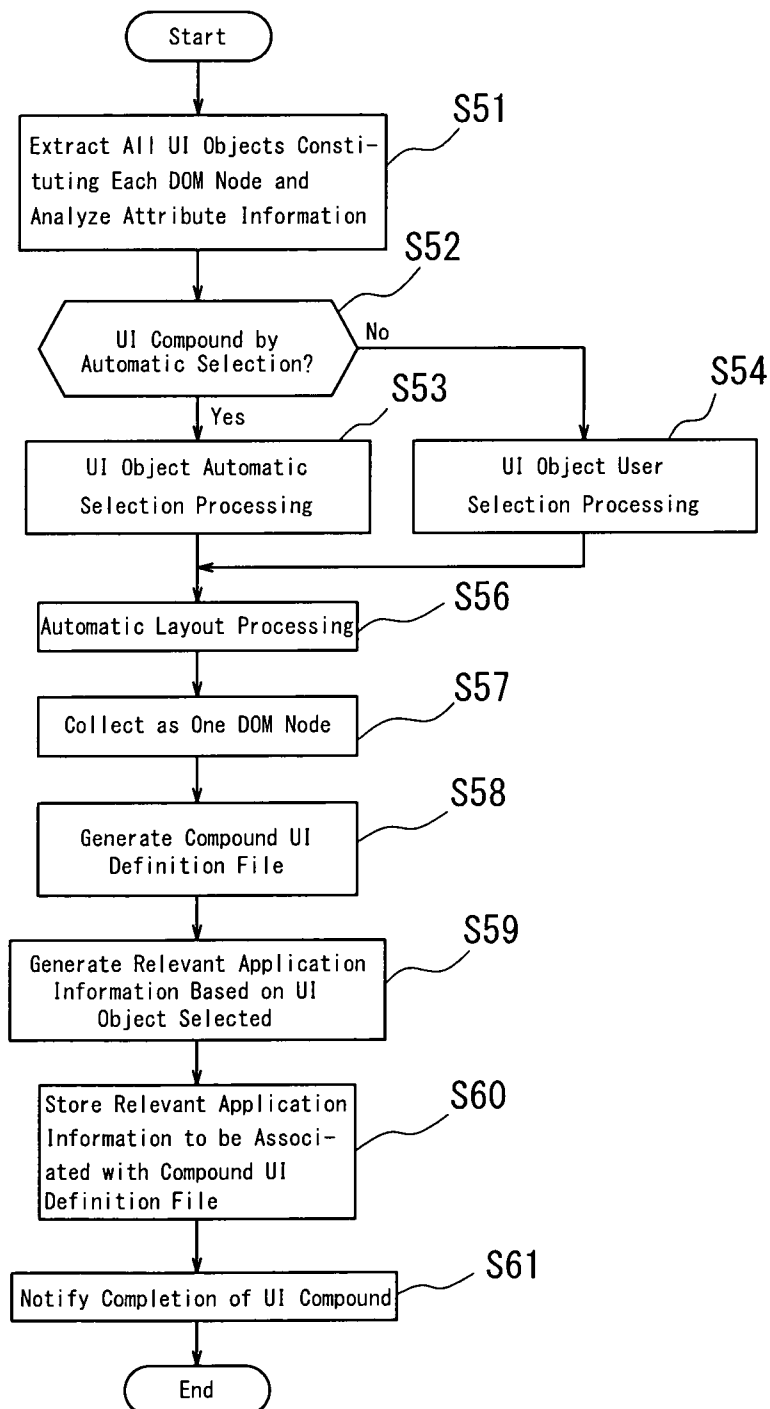 Start
S51
Extract All UI Objects Consti-
tuting Each DOM Node and
Analyze Attribute Information
S52
UI Compound by
Automatic Selection?
No
Yes
S53
S54
UI Object Automatic
Selection Processing
UI Object User
Selection Processing
S56
Automatic Layout Processing
S57
Collect as One DOM Node
S58
Generate Compound UI
Definition File
S59
Generate Relevant Application
Information Based on UI
Object Selected
S60
Store Relevant Application
Information to be Associ-
ated with Compound UI
Definition File
S61
Notify Completion of UI Compound
End